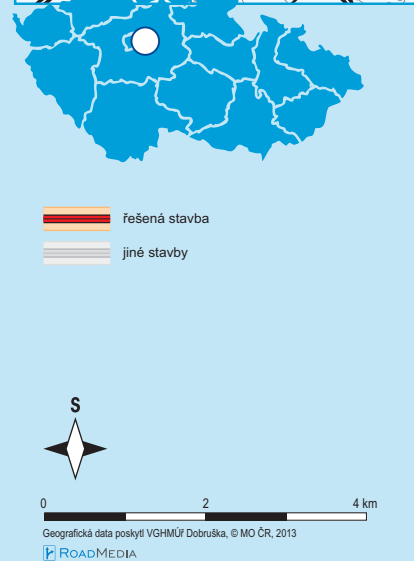 řešená stavba
jiné stavby
S
0 2 4 km
Geografická data poskytl VGHMÚř Dobruška, © MO ČR, 2013
ROADMEDIA